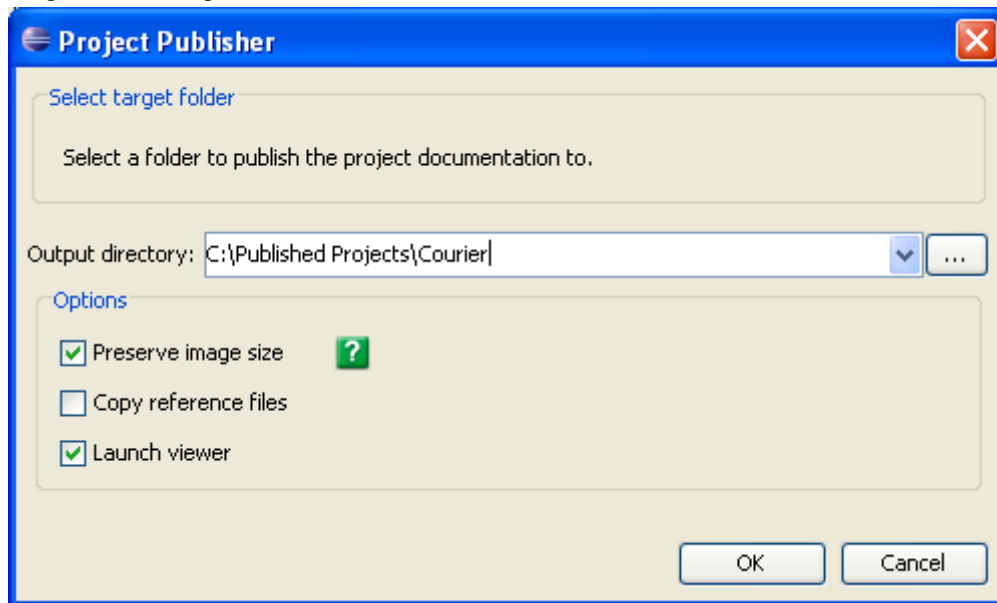 Project Publisher
Select target folder
Select a folder to publish the project documentation to.
Output directory: C:\Published Projects\Courier ...
Options
Preserve image size ?
Copy reference files
Launch viewer
OK Cancel